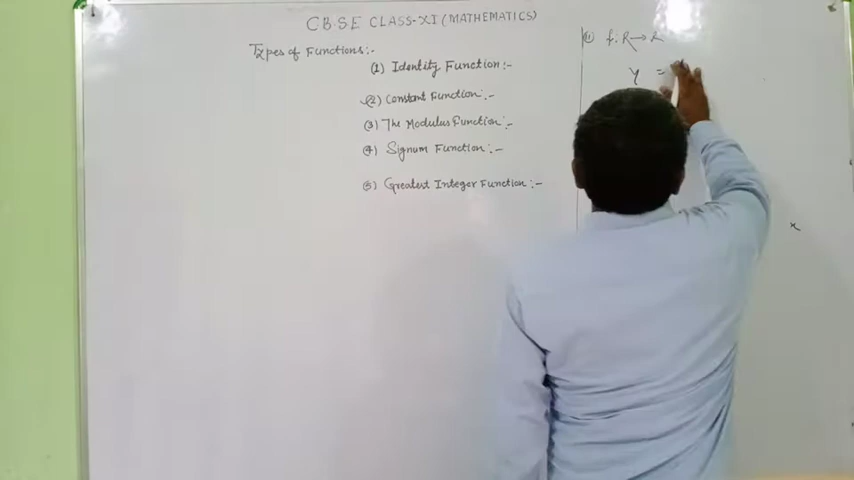 CBSE CLASS-XI (MATHEMATICS)
Types of Functions:-
(1) Identity Function:-
(2) Constant Function:-
(3) The Modulus Function:-
(4) Signum Function:-
(5) Greatest Integer Function:-
f: R→R
y =
x